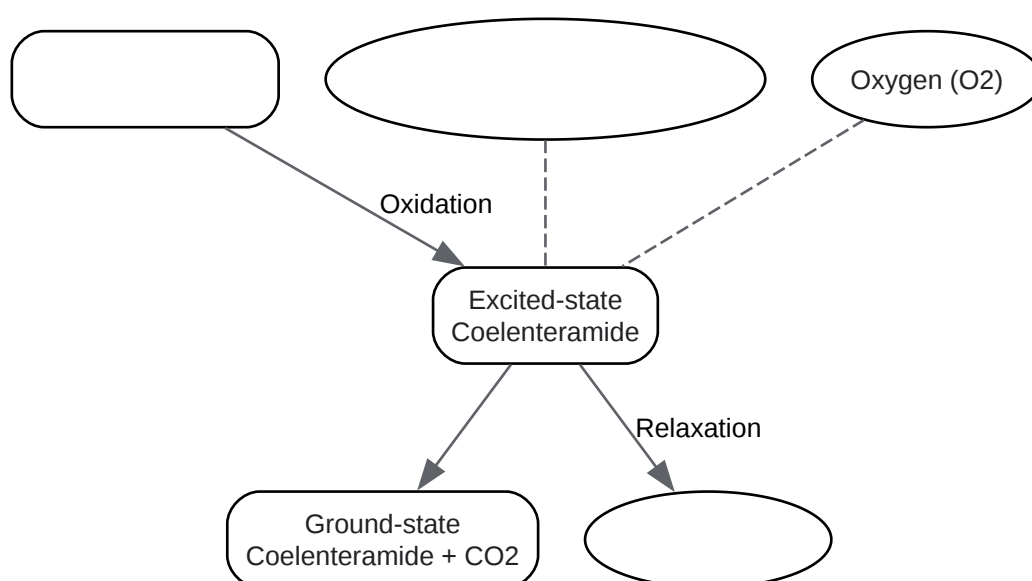 Oxygen (O2)
Oxidation
Excited-state
Coelenteramide
Relaxation
Ground-state
Coelenteramide + CO2